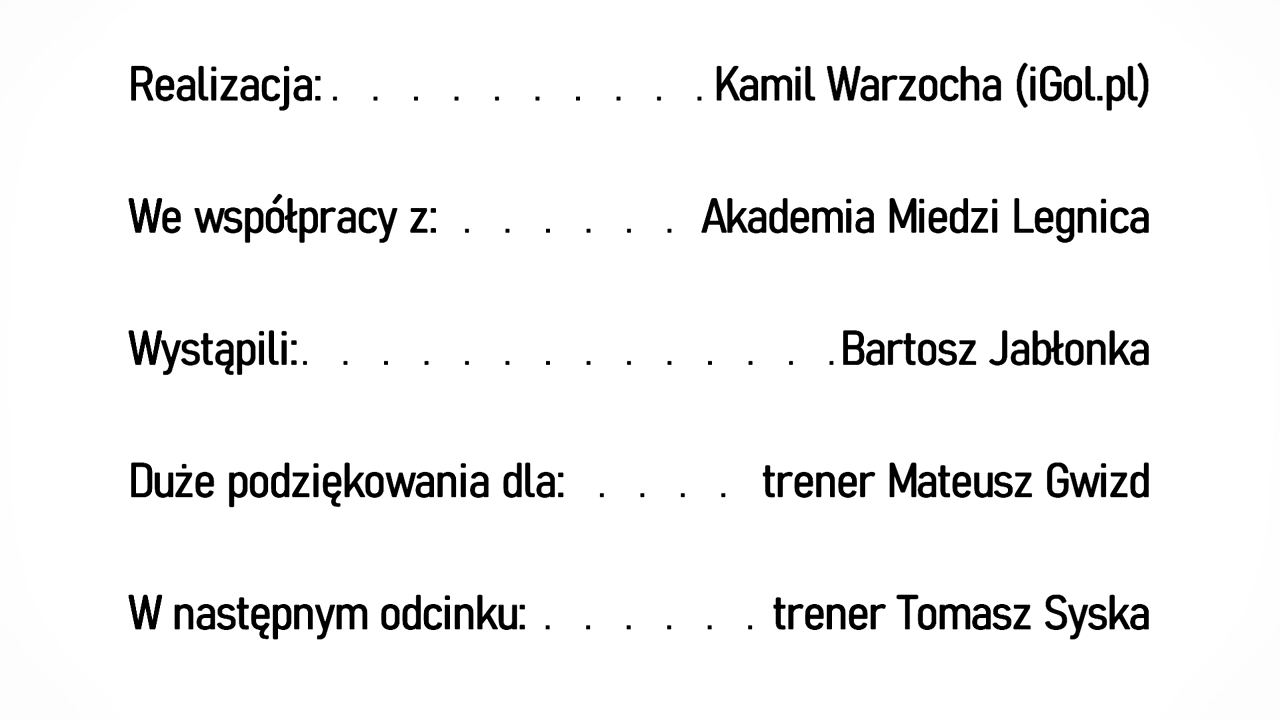 Realizacja: . . . . . . . . . . Kamil Warzocha (iGol.pl)
We współpracy z: . . . . . . Akademia Miedzi Legnica
Wystąpili: . . . . . . . . . . . . . . Bartosz Jabłonka
Duże podziękowania dla: . . . . trener Mateusz Gwizd
W następnym odcinku: . . . . . . trener Tomasz Syska